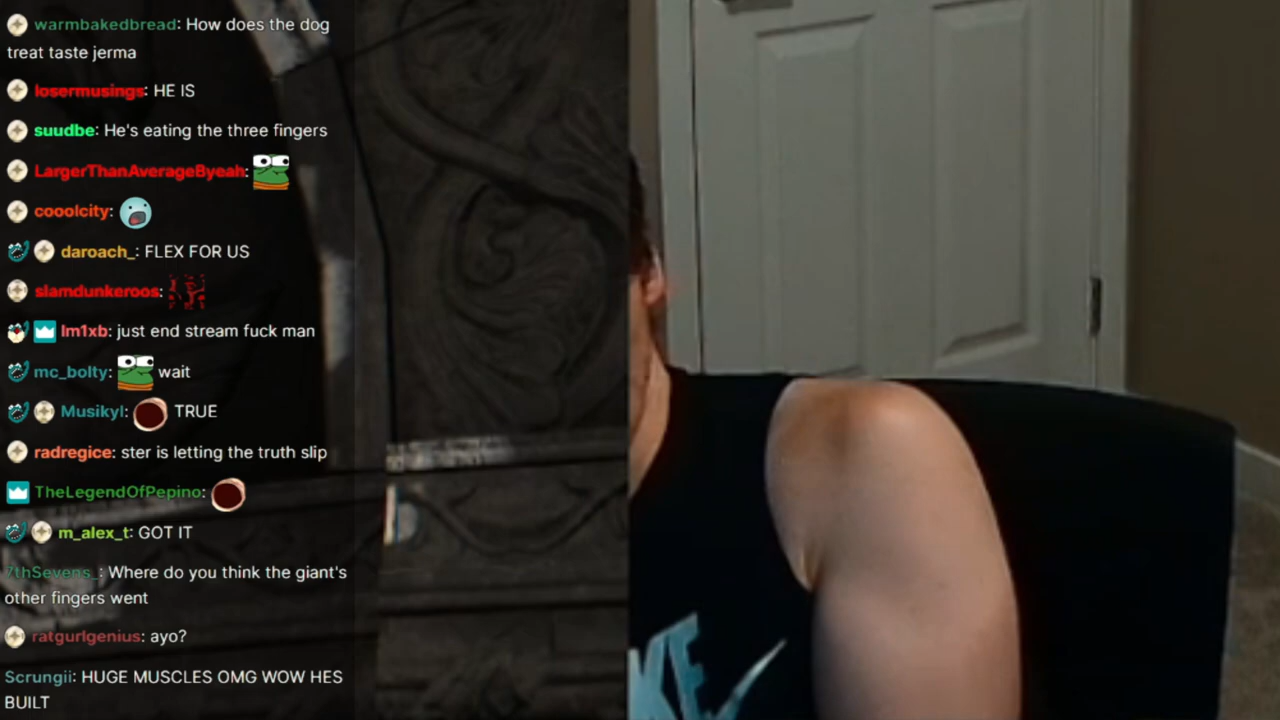 warmbakedbread: How does the dog
treat taste jerma
losermusings: HE IS
suudbe: He's eating the three fingers
LargerThanAverageByeah:
cooolcity:
daroach_: FLEX FOR US
slamdunkeroos:
lm1xb: just end stream fuck man
mc_bolty: wait
Musikyl: TRUE
radregice: ster is letting the truth slip
TheLegendOfPepino:
m_alex_t: GOT IT
7thSevens_: Where do you think the giant's
other fingers went
ratgurlgenius: ayo?
Scrungii: HUGE MUSCLES OMG WOW HES
BUILT
KE